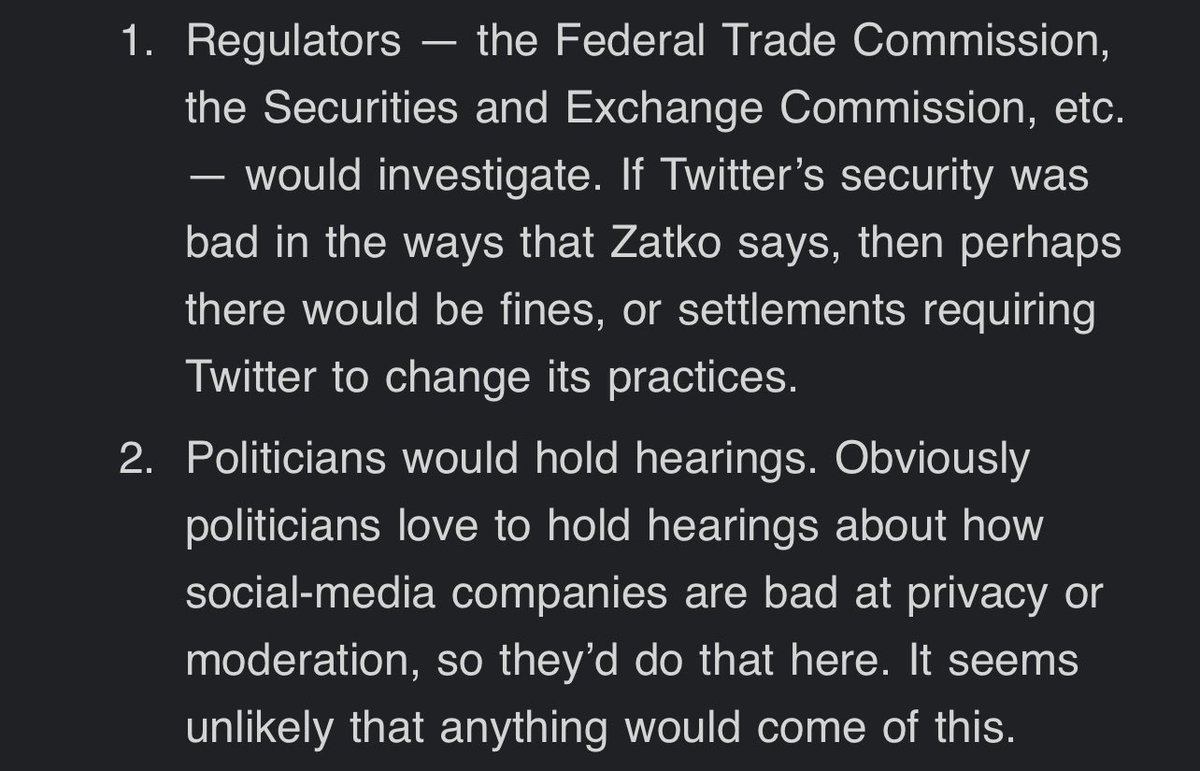 1. Regulators — the Federal Trade Commission,
the Securities and Exchange Commission, etc.
— would investigate. If Twitter’s security was
bad in the ways that Zatko says, then perhaps
there would be fines, or settlements requiring
Twitter to change its practices.
2. Politicians would hold hearings. Obviously
politicians love to hold hearings about how
social-media companies are bad at privacy or
moderation, so they’d do that here. It seems
unlikely that anything would come of this.